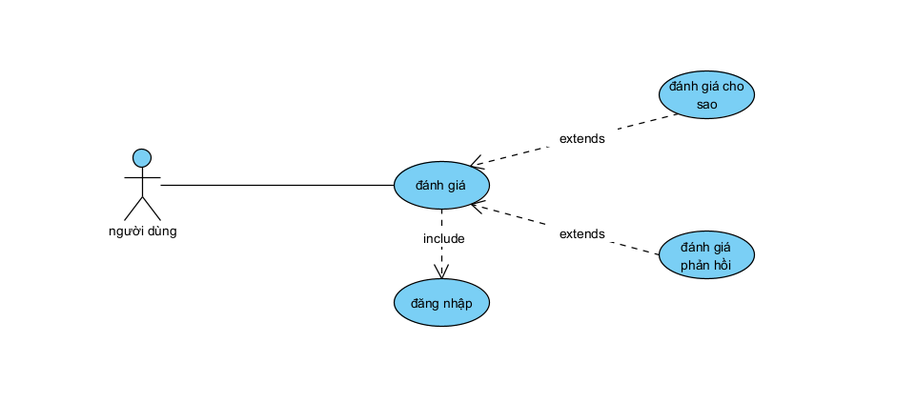 đánh giá cho
sao
extends
đánh giá
người dùng
include
extends
đánh giá
phản hồi
đăng nhập